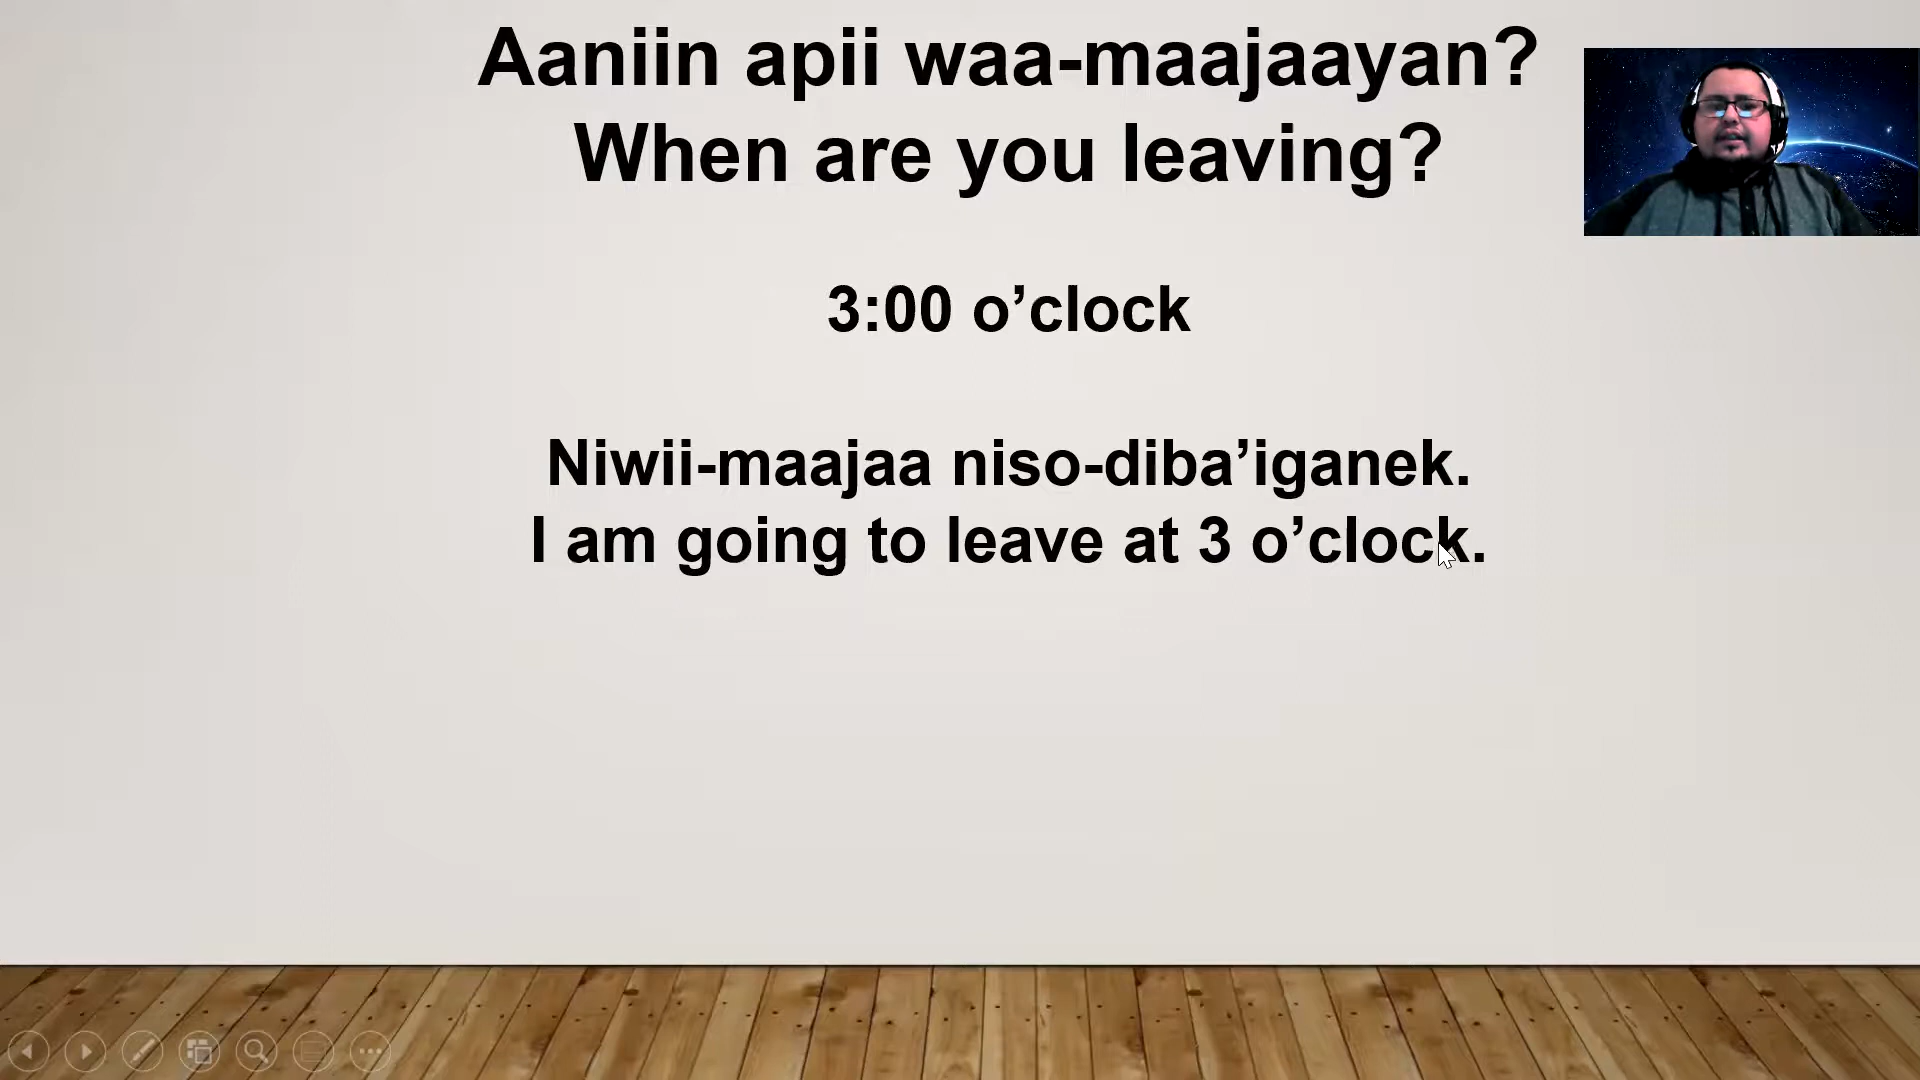 Aaniin apii waa-maajaayan?
When are you leaving?
3:00 o’clock
Niwii-maajaa niso-diba’iganek.
I am going to leave at 3 o’clock.